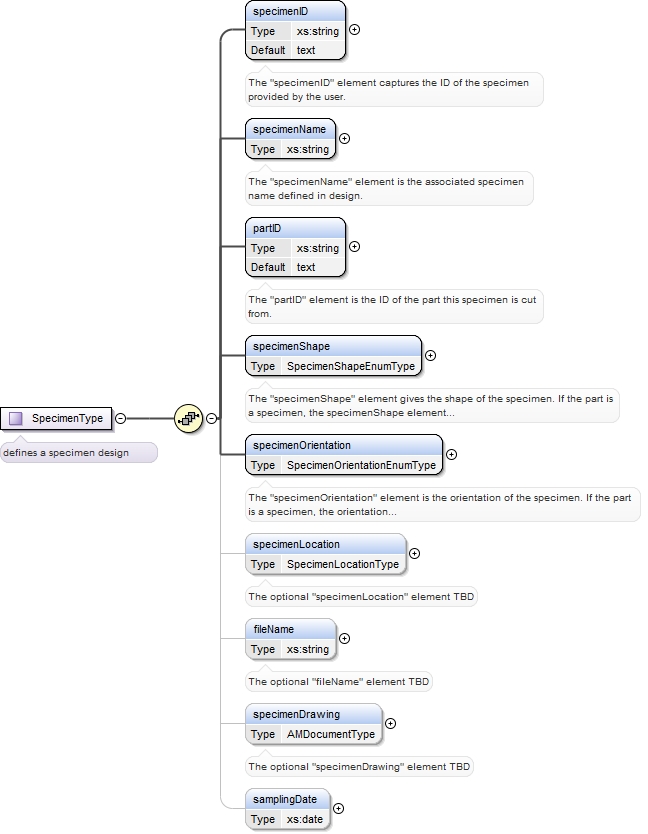 specimenID
Type xs:string
Default text
The "specimenID" element captures the ID of the specimen
provided by the user.
specimenName
Type xs:string
The "specimenName" element is the associated specimen
name defined in design.
partID
Type xs:string
Default text
The "partID" element is the ID of the part this specimen is cut
from.
specimenShape
Type SpecimenShapeEnumType
The "specimenShape" element gives the shape of the specimen. If the part is
a specimen, the specimenShape element...
SpecimenType
defines a specimen design
specimenOrientation
Type SpecimenOrientationEnumType
The "specimenOrientation" element is the orientation of the specimen. If the part
is a specimen, the orientation...
specimenLocation
Type SpecimenLocationType
The optional "specimenLocation" element TBD
fileName
Type xs:string
The optional "fileName" element TBD
specimenDrawing
Type AMDocumentType
The optional "specimenDrawing" element TBD
samplingDate
Type xs:date